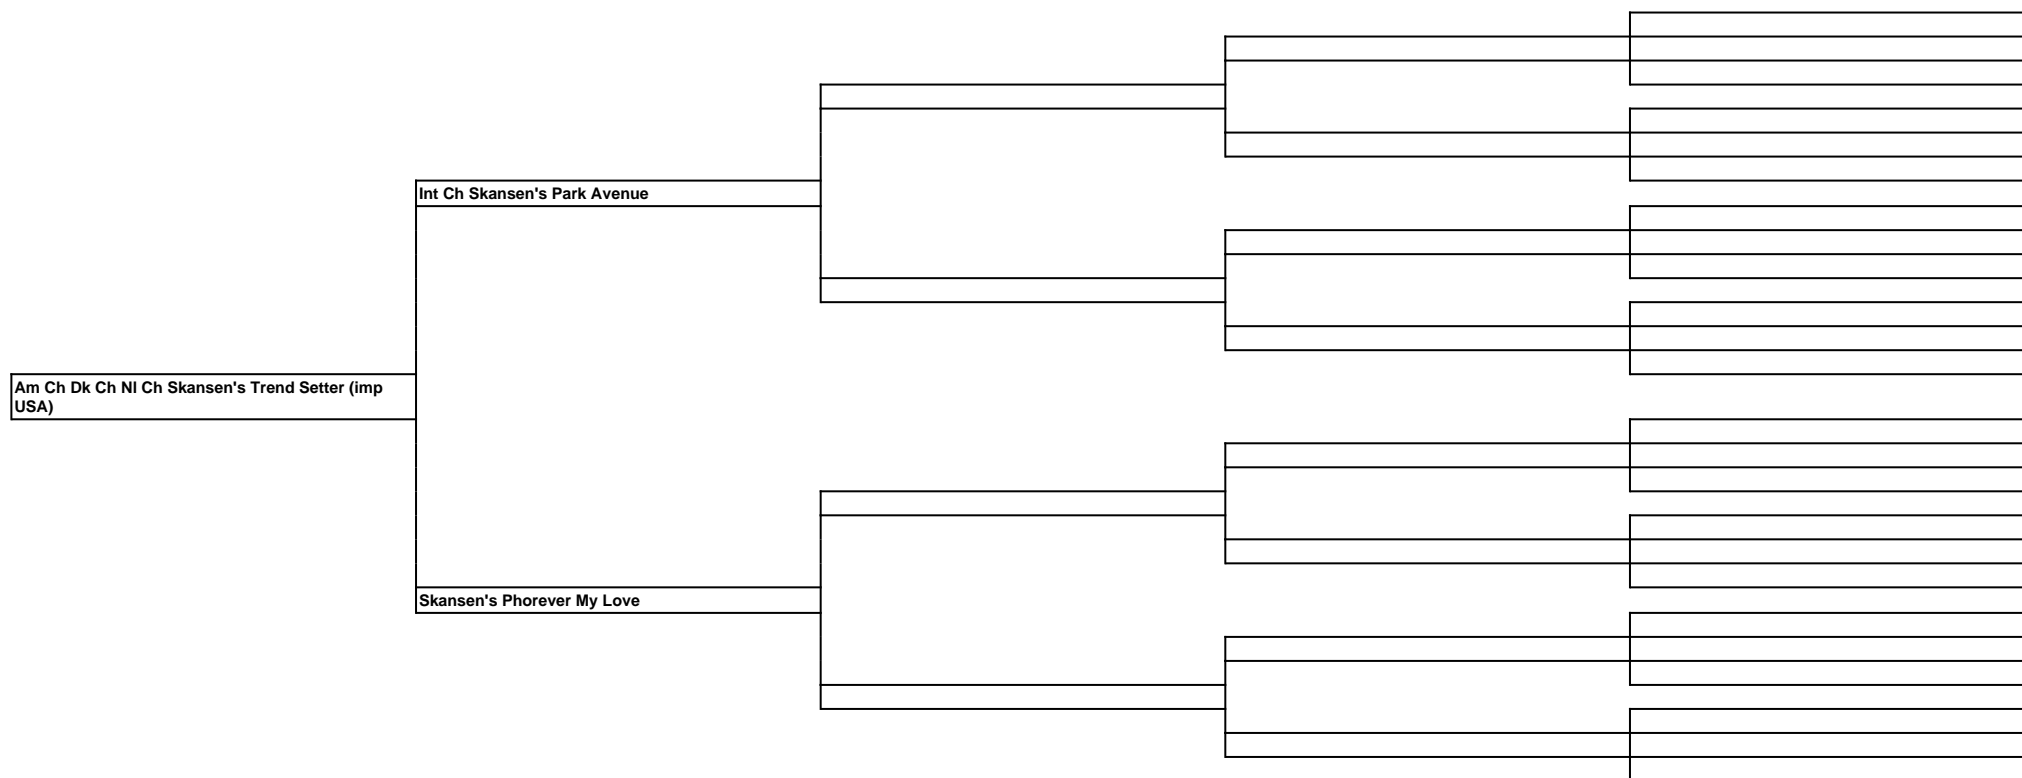 Int Ch Skansen's Park Avenue
Am Ch Dk Ch Nl Ch Skansen's Trend Setter (imp
USA)
Skansen's Phorever My Love